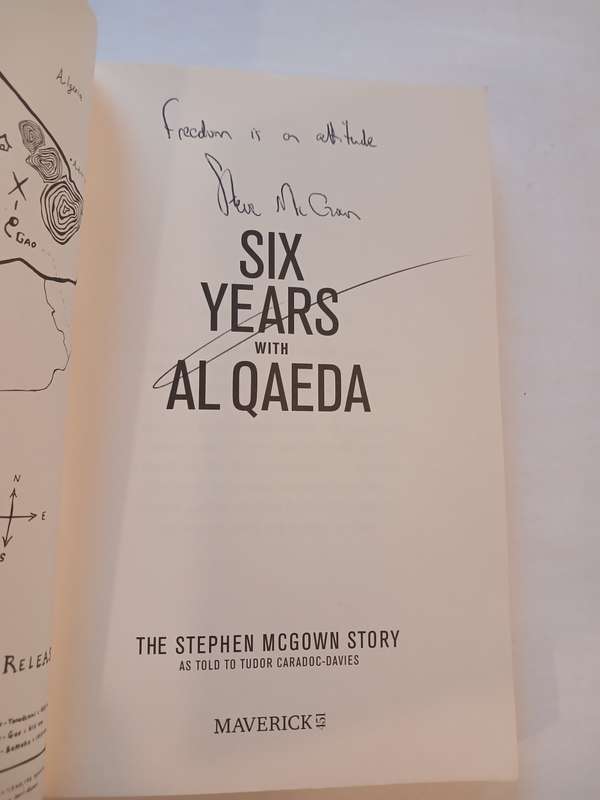 Algeria
GAO
N
E
S
RELEAS
Freedom is an attitude
Steve McGown
SIX
YEARS
WITH
AL QAEDA
THE STEPHEN MCGOWN STORY
AS TOLD TO TUDOR CARADOC-DAVIES
MAVERICK 451